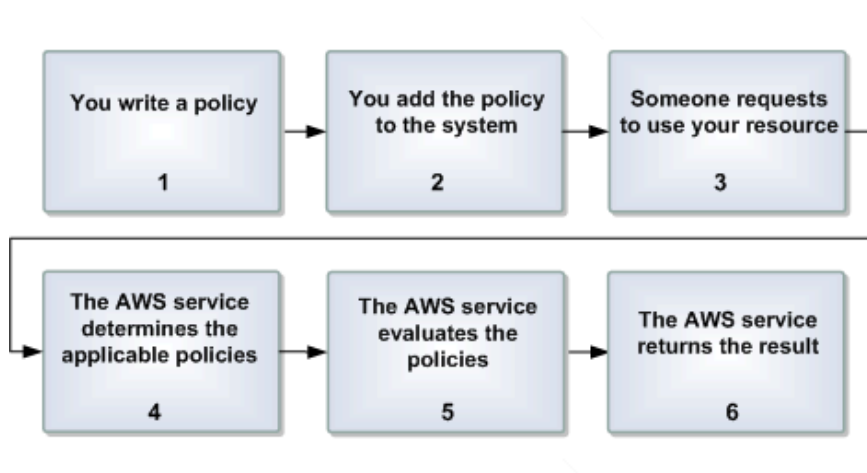 You write a policy
1
You add the policy
to the system
2
Someone requests
to use your resource
3
The AWS service
determines the
applicable policies
4
The AWS service
evaluates the
policies
5
The AWS service
returns the result
6